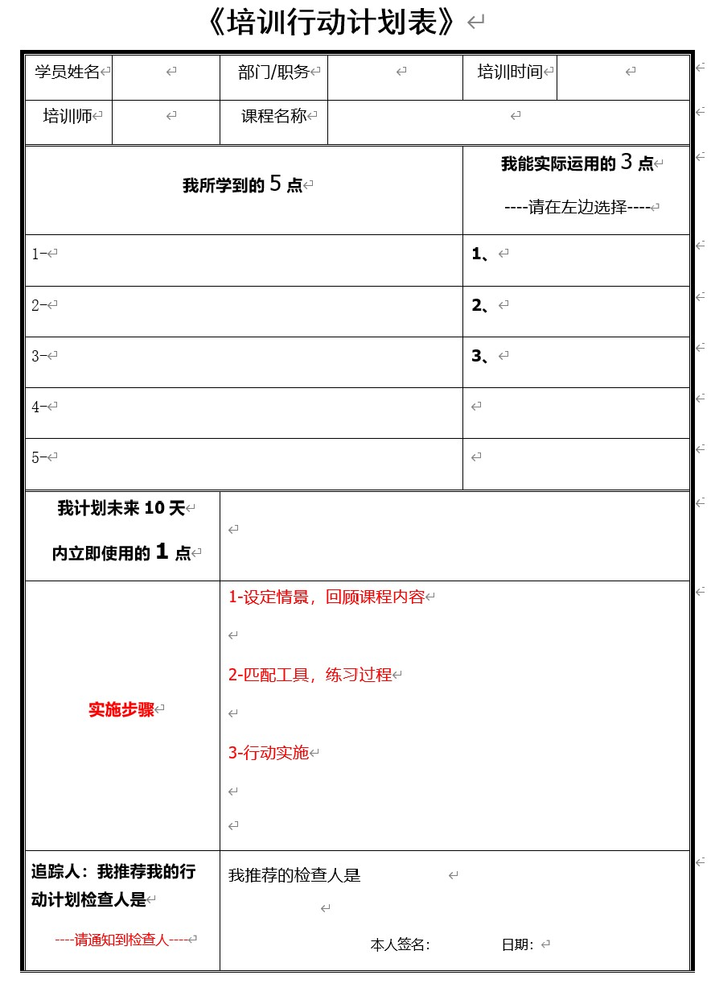 《培训行动计划表》
学员姓名 部门/职务 培训时间
培训师 课程名称
我所学到的 5 点
我能实际运用的 3 点
----请在左边选择----
1- 1、
2- 2、
3- 3、
4-
5-
我计划未来 10 天
内立即使用的 1 点
实施步骤
1-设定情景，回顾课程内容
2-匹配工具，练习过程
3-行动实施
追踪人：我推荐我的行
动计划检查人是
----请通知到检查人----
我推荐的检查人是
本人签名： 日期：